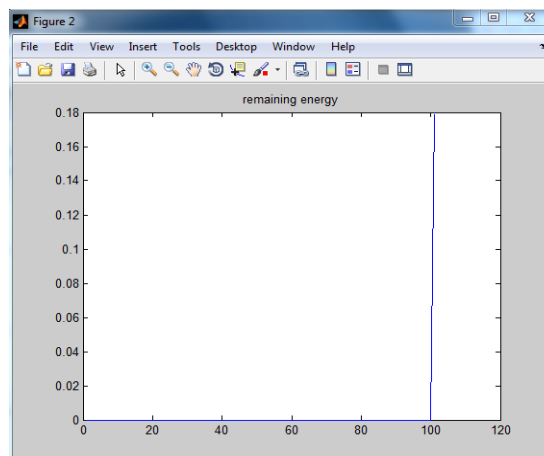 Figure 2
File Edit View Insert Tools Desktop Window Help
remaining energy
0.18
0.16
0.14
0.12
0.1
0.08
0.06
0.04
0.02
0
0 20 40 60 80 100 120